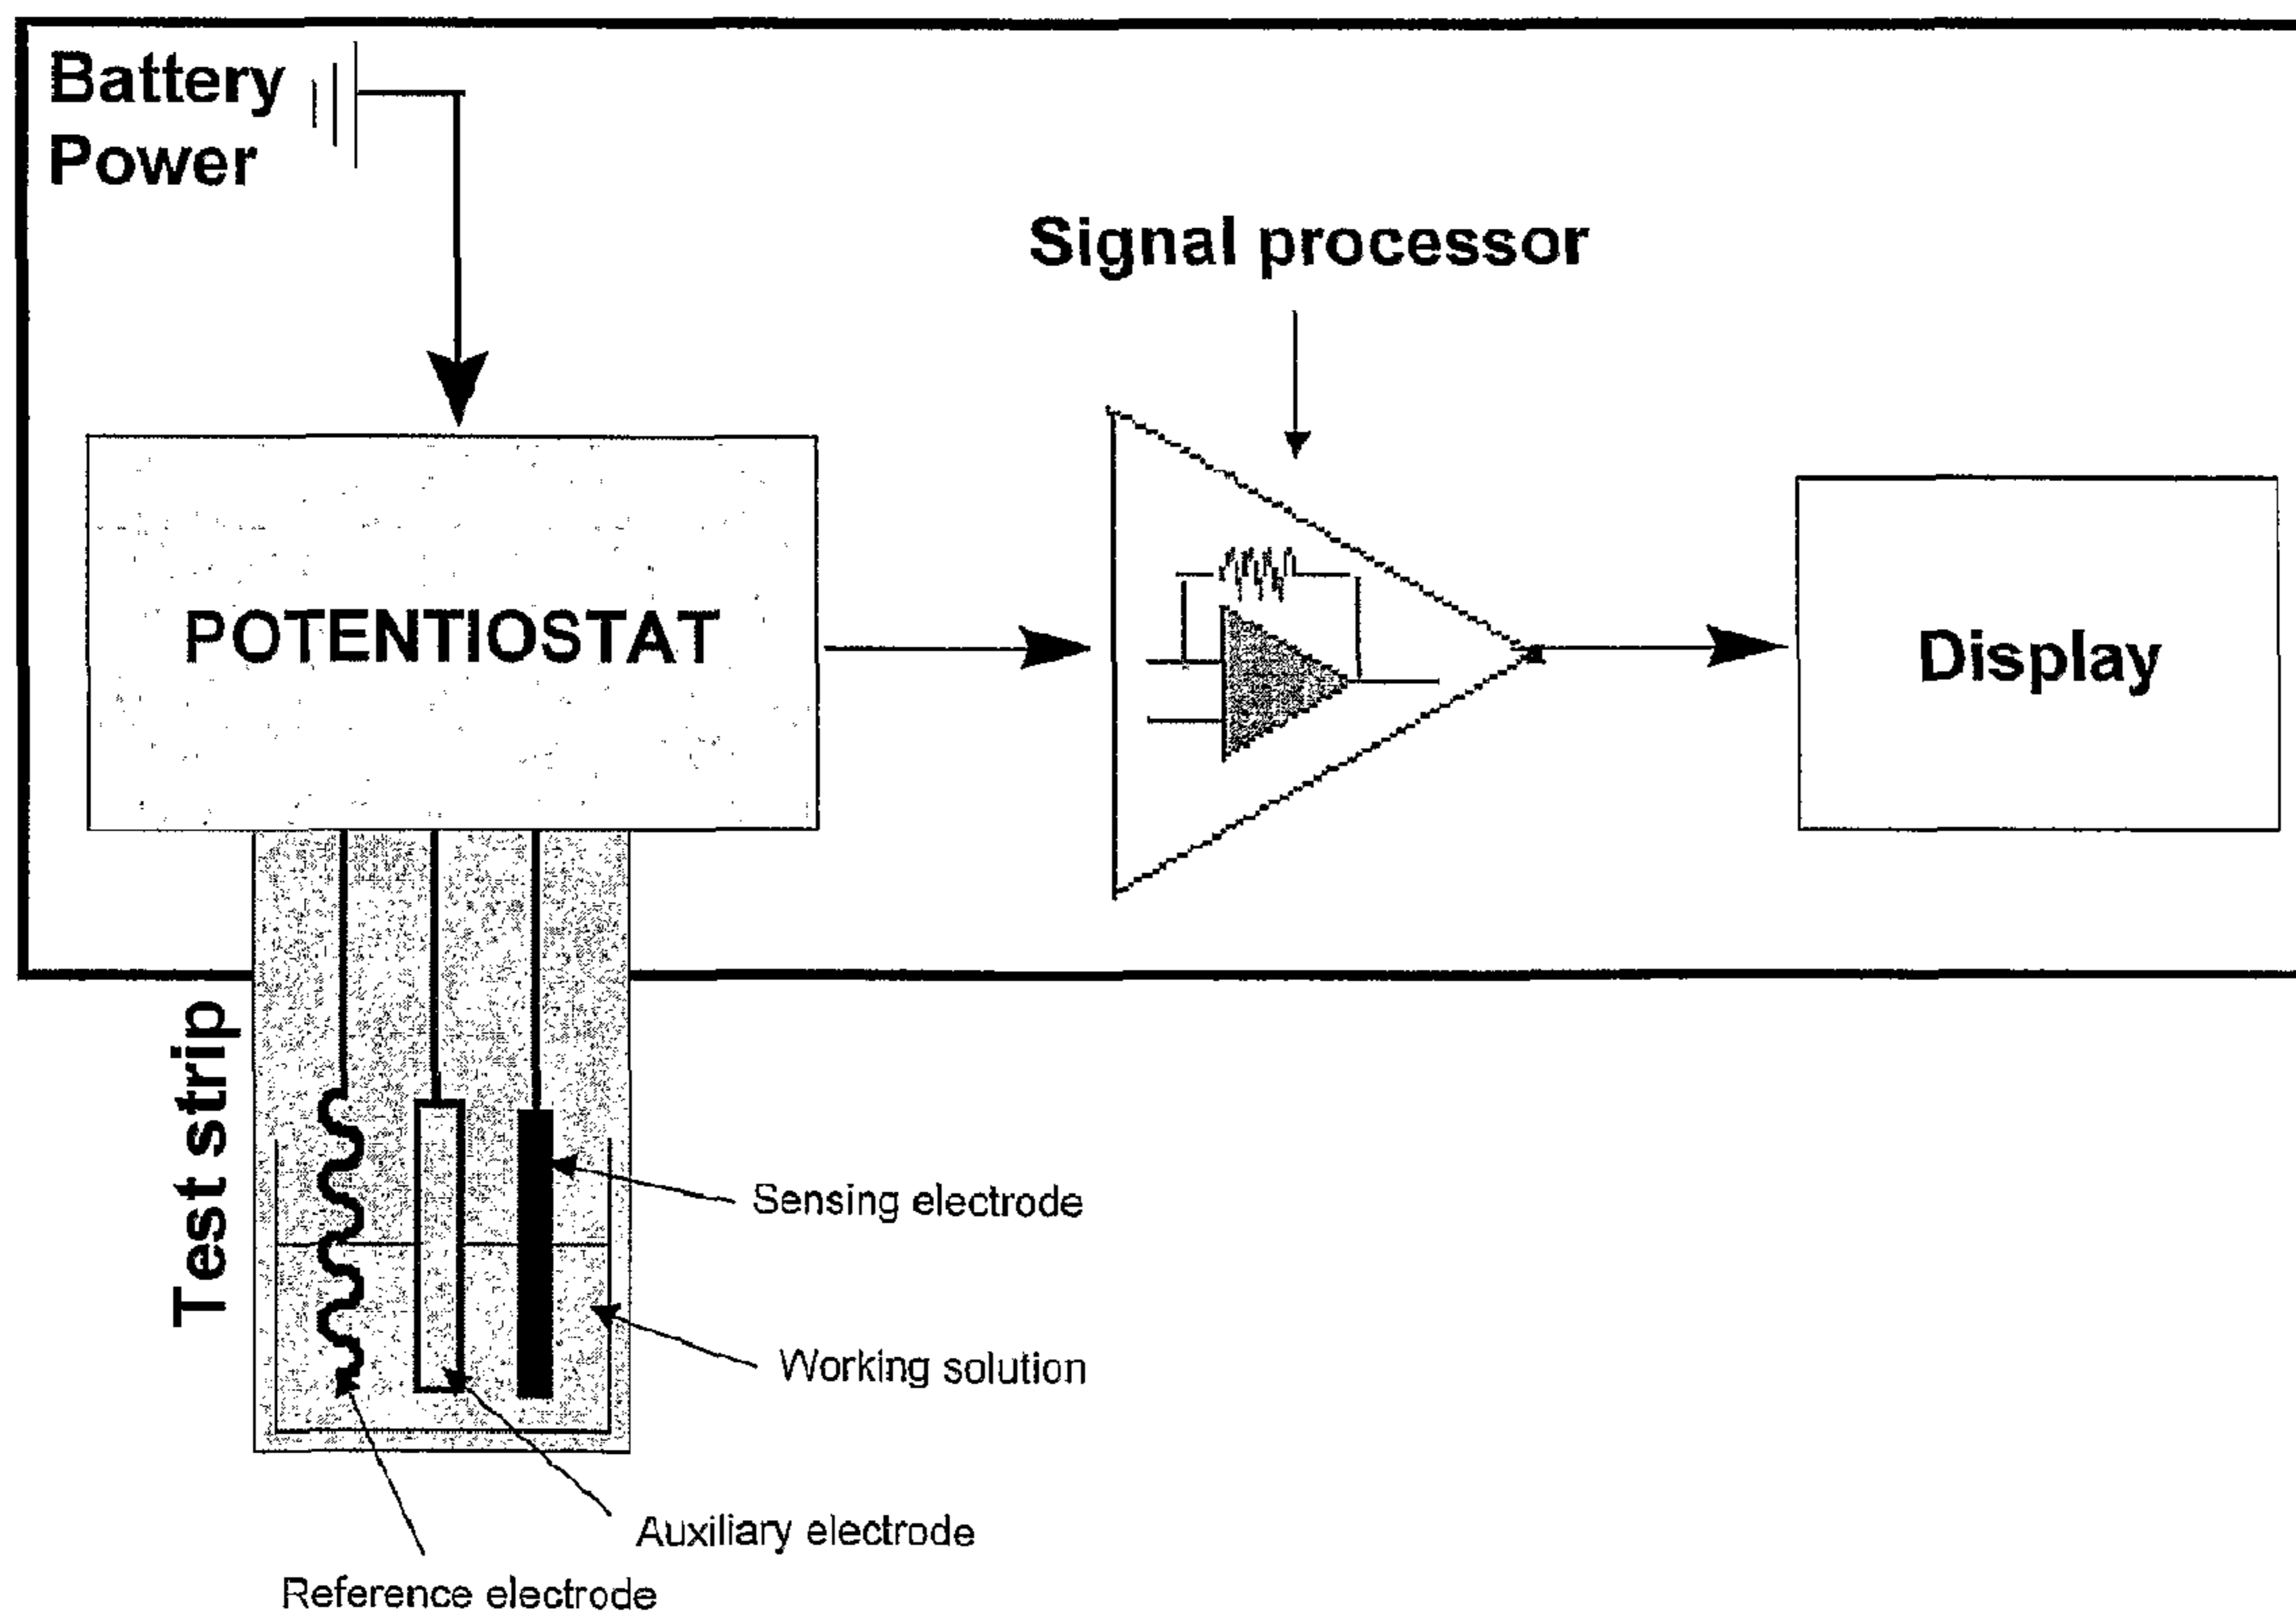 Battery
Power
Signal processor
POTENTIOSTAT
Display
Test strip
Sensing electrode
Working solution
Auxiliary electrode
Reference electrode